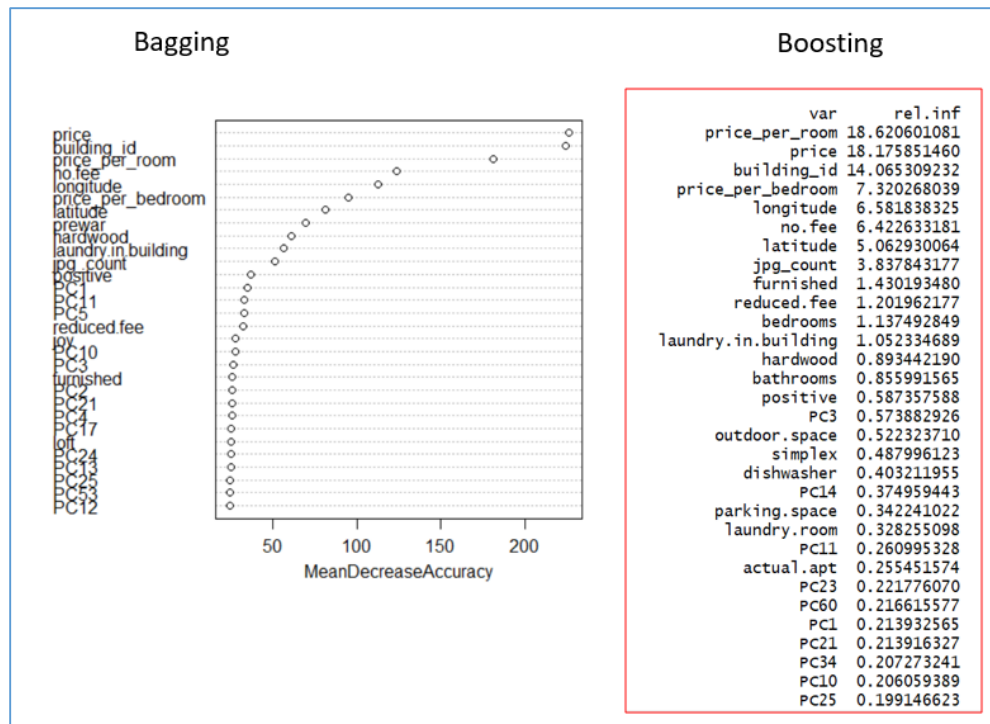 Bagging
price
building_id
price_per_room
no.fee
longitude
price_per_bedroom
latitude
prewar
hardwood
laundry.in.building
jpg_count
positive
PC1
PC11
PC5
reduced.fee
joy
PC10
PC3
furnished
PC2
PC21
PC4
PC17
loft
PC24
PC13
PC25
PC53
PC12
50 100 150 200
MeanDecreaseAccuracy
Boosting
var rel.inf
price_per_room 18.620601081
price 18.175851460
building_id 14.065309232
price_per_bedroom 7.320268039
longitude 6.581838325
no.fee 6.422633181
latitude 5.062930064
jpg_count 3.837843177
furnished 1.430193480
reduced.fee 1.201962177
bedrooms 1.137492849
laundry.in.building 1.052334689
hardwood 0.893442190
bathrooms 0.855991565
positive 0.587357588
PC3 0.573882926
outdoor.space 0.522323710
simplex 0.487996123
dishwasher 0.403211955
PC14 0.374959443
parking.space 0.342241022
laundry.room 0.328255098
PC11 0.260995328
actual.apt 0.255451574
PC23 0.221776070
PC60 0.216615577
PC1 0.213932565
PC21 0.213916327
PC34 0.207273241
PC10 0.206059389
PC25 0.199146623